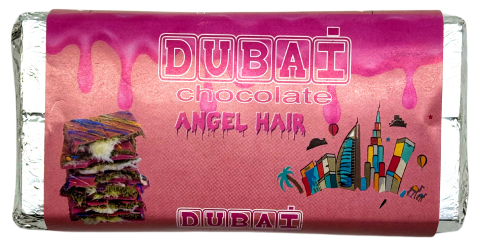 DUBAİ
chocolate
ANGEL HAIR
DUBAİ